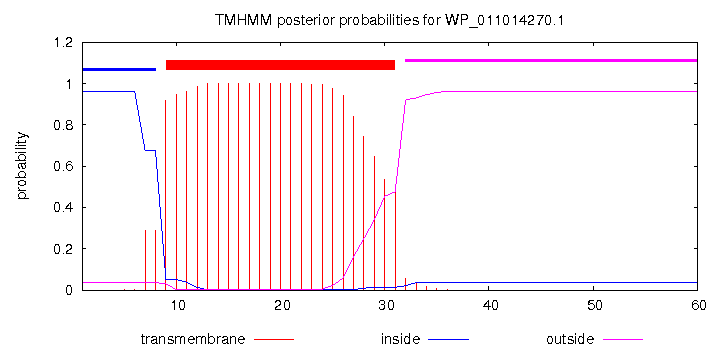 TMHMM posterior probabilities for WP_011014270.1
1.2
1
0.8
0.6
0.4
0.2
0
probability
10 20 30 40 50 60
transmembrane inside outside